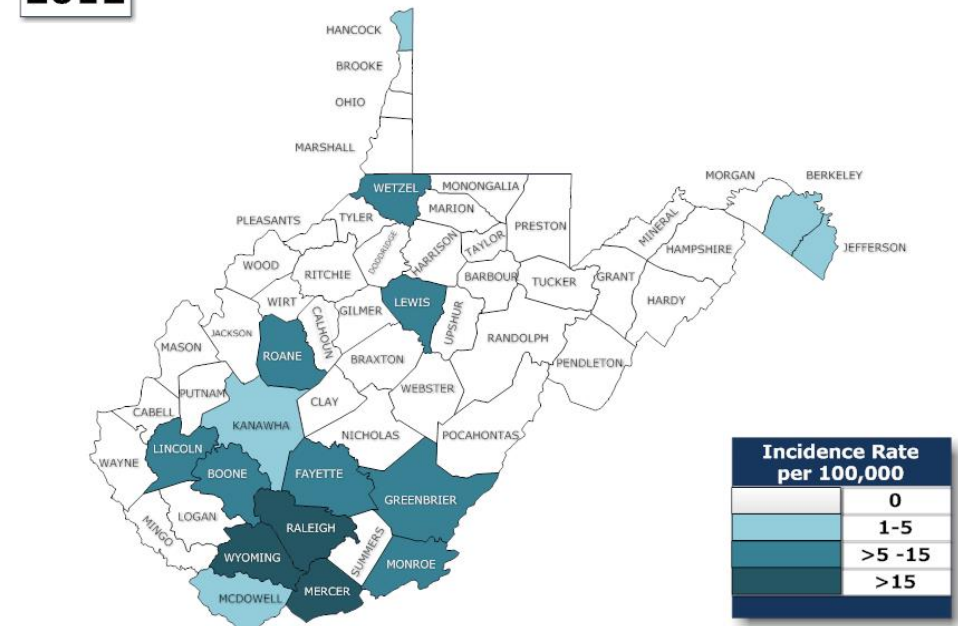 HANCOCK
BROOKE
OHIO
MARSHALL
WETZEL
MONONGALIA
MORGAN
BERKELEY
MARION
PLEASANTS
TYLER
PRESTON
MINERAL
HAMPSHIRE
JEFFERSON
DODDRIDGE
HARRISON
TAYLOR
WOOD
RITCHIE
BARBOUR
TUCKER
GRANT
HARDY
WIRT
CALHOUN
GILMER
LEWIS
UPSHUR
RANDOLPH
JACKSON
MASON
ROANE
BRAXTON
PENDLETON
PUTNAM
CLAY
WEBSTER
CABELL
KANAWHA
NICHOLAS
POCAHONTAS
WAYNE
LINCOLN
BOONE
FAYETTE
GREENBRIER
MINGO
LOGAN
RALEIGH
SUMMERS
WYOMING
MONROE
MCDOWELL
MERCER
Incidence Rate
per 100,000
0
1-5
>5 -15
>15